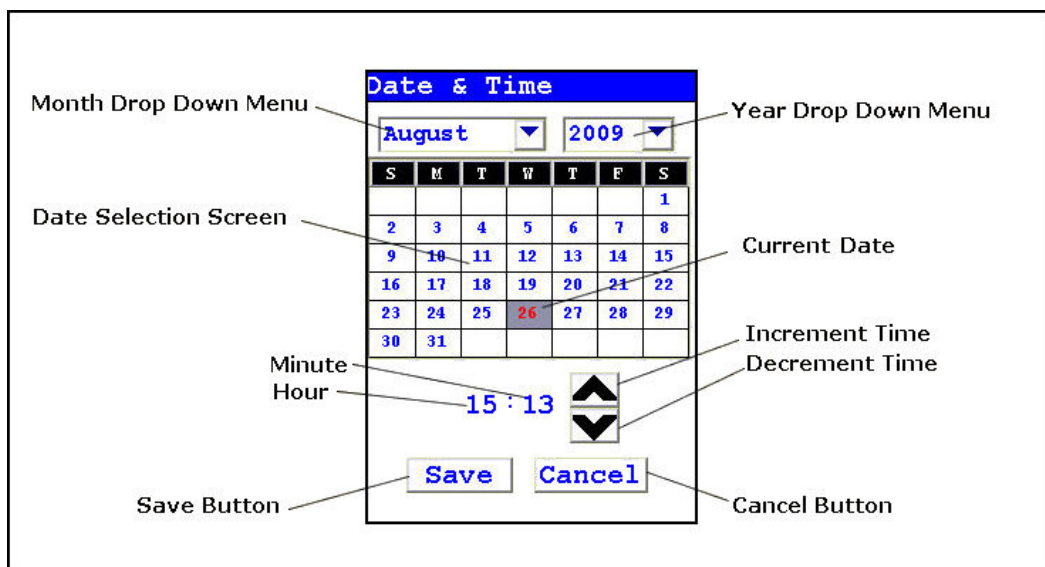 Date & Time
Month Drop Down Menu
Year Drop Down Menu
August 2009
S M T W T F S
1
Date Selection Screen
2 3 4 5 6 7 8
Current Date
9 10 11 12 13 14 15
16 17 18 19 20 21 22
23 24 25 26 27 28 29
30 31
Increment Time
Minute
Decrement Time
Hour
15:13
Save Cancel
Save Button
Cancel Button